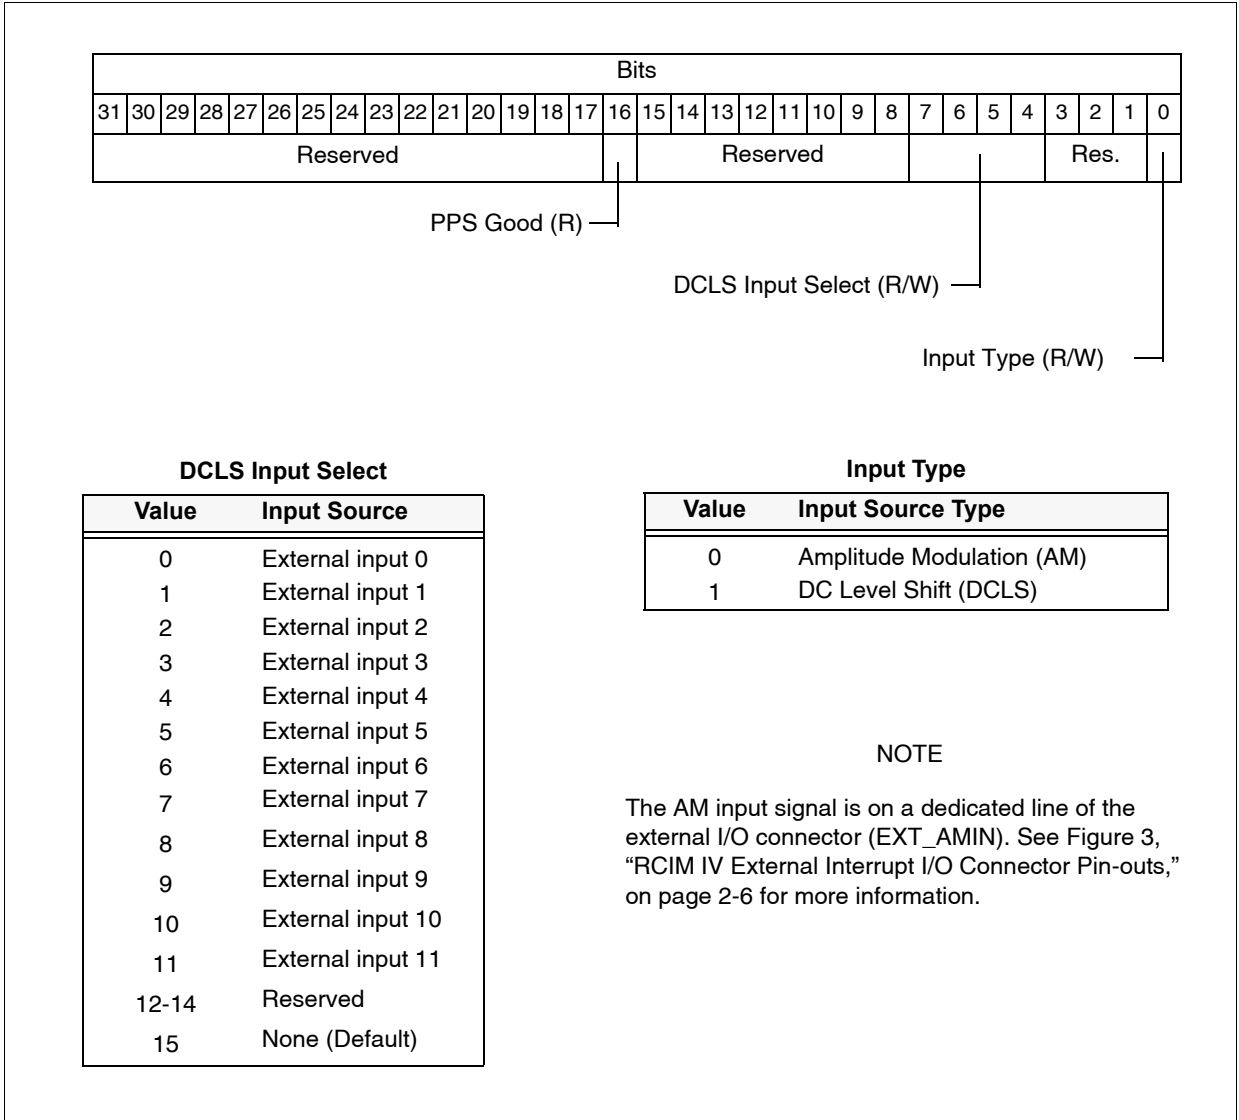 Bits
31 30 29 28 27 26 25 24 23 22 21 20 19 18 17 16 15 14 13 12 11 10 9 8 7 6 5 4 3 2 1 0
Reserved Reserved Res.
PPS Good (R)
DCLS Input Select (R/W)
Input Type (R/W)
DCLS Input Select
Value Input Source
0 External input 0
1 External input 1
2 External input 2
3 External input 3
4 External input 4
5 External input 5
6 External input 6
7 External input 7
8 External input 8
9 External input 9
10 External input 10
11 External input 11
12-14 Reserved
15 None (Default)
Input Type
Value Input Source Type
0 Amplitude Modulation (AM)
1 DC Level Shift (DCLS)
NOTE
The AM input signal is on a dedicated line of the
external I/O connector (EXT_AMIN). See Figure 3,
“RCIM IV External Interrupt I/O Connector Pin-outs,”
on page 2-6 for more information.